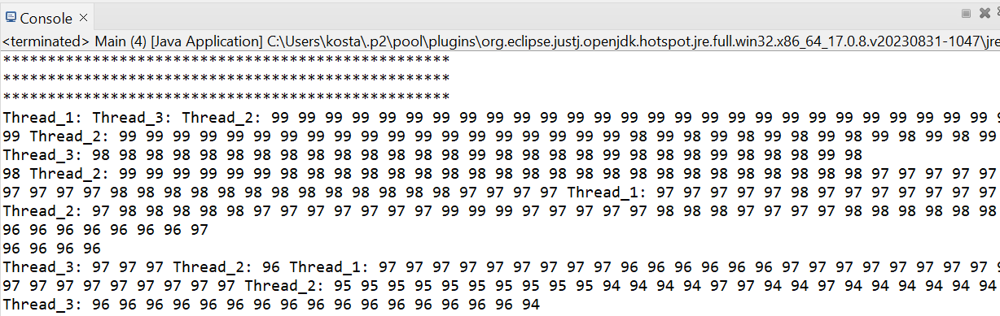 Console
<terminated> Main (4) [Java Application] C:\Users\kosta\.p2\pool\plugins\org.eclipse.justj.openjdk.hotspot.jre.full.win32.x86_64_17.0.8.v20230831-1047\jre
**************************************************
**************************************************
**************************************************
Thread_1: Thread_3: Thread_2: 99 99 99 99 99 99 99 99 99 99 99 99 99 99 99 99 99 99 99 99 99 99 99 99 99 99 99
99 Thread_2: 99 99 99 99 99 99 99 99 99 99 99 99 99 99 99 99 99 99 99 98 99 98 99 98 99 98 99 98 99 98 99 98 99
Thread_3: 98 98 98 98 98 98 98 98 98 98 98 98 98 98 99 98 98 98 98 99 98 98 98 99 98 98 98 99 98
98 Thread_2: 99 99 99 99 99 99 98 98 98 98 98 98 98 98 98 98 98 98 98 98 98 98 98 98 98 98 98 98 97 97 97 97 97
97 97 97 97 98 98 98 98 98 98 98 98 98 98 98 98 98 97 97 97 97 Thread_1: 97 97 97 97 97 98 97 97 97 97 97 97 97
Thread_2: 97 98 98 98 98 98 97 97 97 97 97 97 97 99 99 99 97 97 97 97 97 98 98 98 97 97 97 97 98 98 98 98 98 98
96 96 96 96 96 96 96 97
96 96 96 96
Thread_3: 97 97 97 Thread_2: 96 Thread_1: 97 97 97 97 97 97 97 97 97 96 96 96 96 96 96 97 97 97 97 97 97 97 97
97 97 97 97 97 97 97 97 97 Thread_2: 95 95 95 95 95 95 95 95 95 95 94 94 94 94 97 97 94 94 97 94 94 94 94 94 94
Thread_3: 96 96 96 96 96 96 96 96 96 96 96 96 96 96 96 96 94